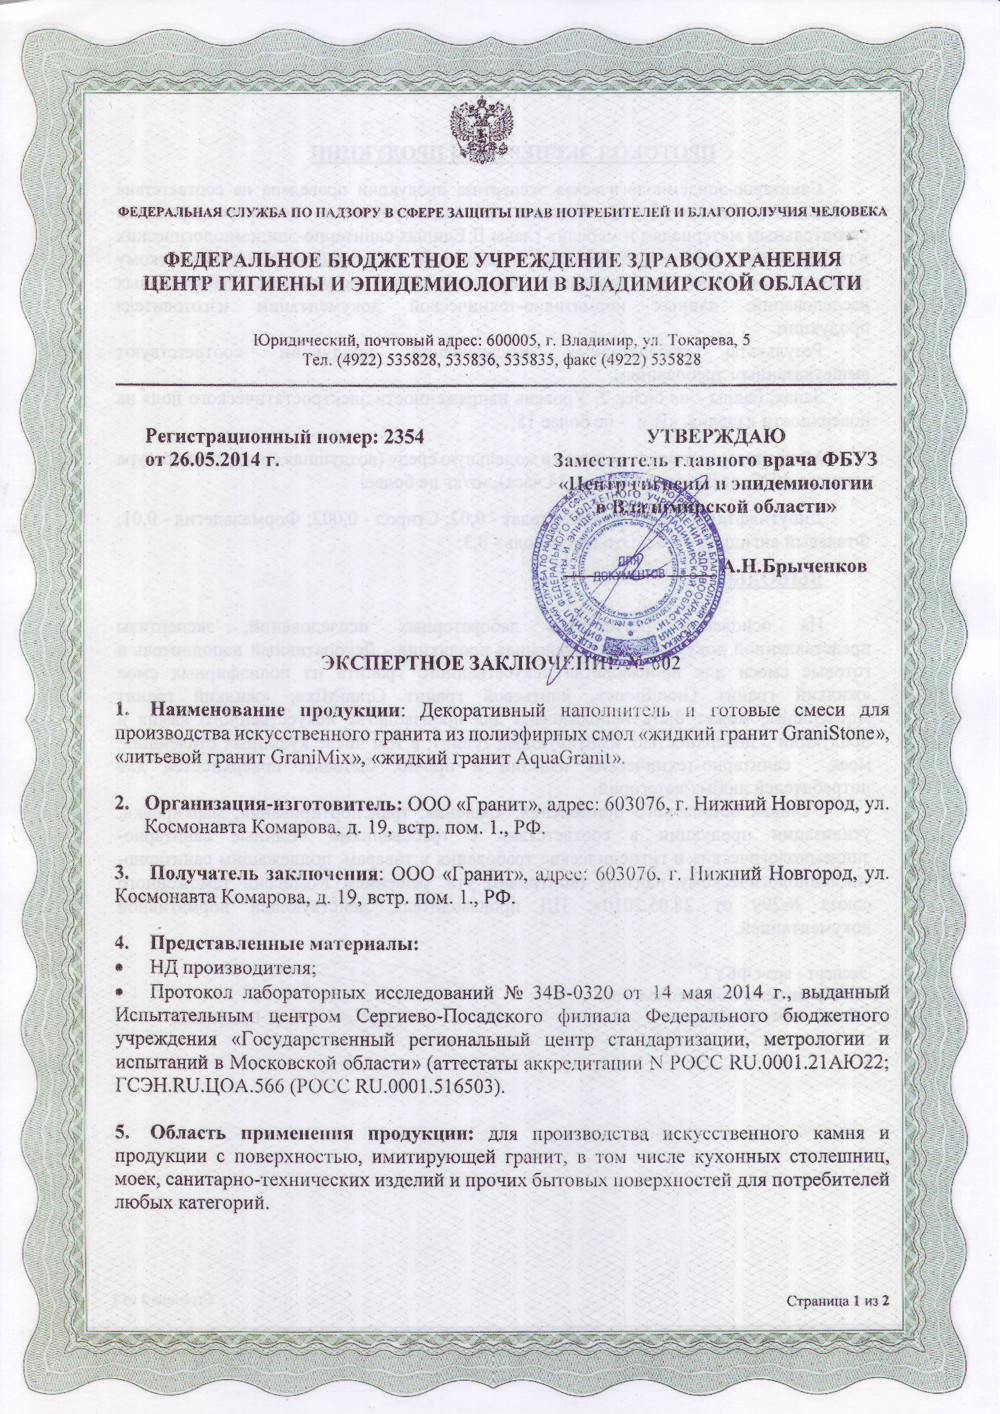 ФЕДЕРАЛЬНАЯ СЛУЖБА ПО НАДЗОРУ В СФЕРЕ ЗАЩИТЫ ПРАВ ПОТРЕБИТЕЛЕЙ И БЛАГОПОЛУЧИЯ ЧЕЛОВЕКА
ФЕДЕРАЛЬНОЕ БЮДЖЕТНОЕ УЧРЕЖДЕНИЕ ЗДРАВООХРАНЕНИЯ
ЦЕНТР ГИГИЕНЫ И ЭПИДЕМИОЛОГИИ В ВЛАДИМИРСКОЙ ОБЛАСТИ
Юридический, почтовый адрес: 600005, г. Владимир, ул. Токарева, 5
Тел. (4922) 535828, 535836, 535835, факс (4922) 535828
Регистрационный номер: 2354
от 26.05.2014 г.
УТВЕРЖДАЮ
Заместитель главного врача ФБУЗ
«Центр гигиены и эпидемиологии
в Владимирской области»
А.Н.Брыченков
ДЛЯ
ДОКУМЕНТОВ
ЭКСПЕРТНОЕ ЗАКЛЮЧЕНИЕ № 002
1. Наименование продукции: Декоративный наполнитель и готовые смеси для
производства искусственного гранита из полиэфирных смол «жидкий гранит GraniStone»,
«литьевой гранит GraniMix», «жидкий гранит AquaGranit».
2. Организация-изготовитель: ООО «Гранит», адрес: 603076, г. Нижний Новгород, ул.
Космонавта Комарова, д. 19, встр. пом. 1., РФ.
3. Получатель заключения: ООО «Гранит», адрес: 603076, г. Нижний Новгород, ул.
Космонавта Комарова, д. 19, встр. пом. 1., РФ.
4. Представленные материалы:
• НД производителя;
• Протокол лабораторных исследований № 34В-0320 от 14 мая 2014 г., выданный
Испытательным центром Сергиево-Посадского филиала Федерального бюджетного
учреждения «Государственный региональный центр стандартизации, метрологии и
испытаний в Московской области» (аттестаты аккредитации N РОСС RU.0001.21АЮ22;
ГСЭН.RU.ЦОА.566 (РОСС RU.0001.516503).
5. Область применения продукции: для производства искусственного камня и
продукции с поверхностью, имитирующей гранит, в том числе кухонных столешниц,
моек, санитарно-технических изделий и прочих бытовых поверхностей для потребителей
любых категорий.
Страница 1 из 2